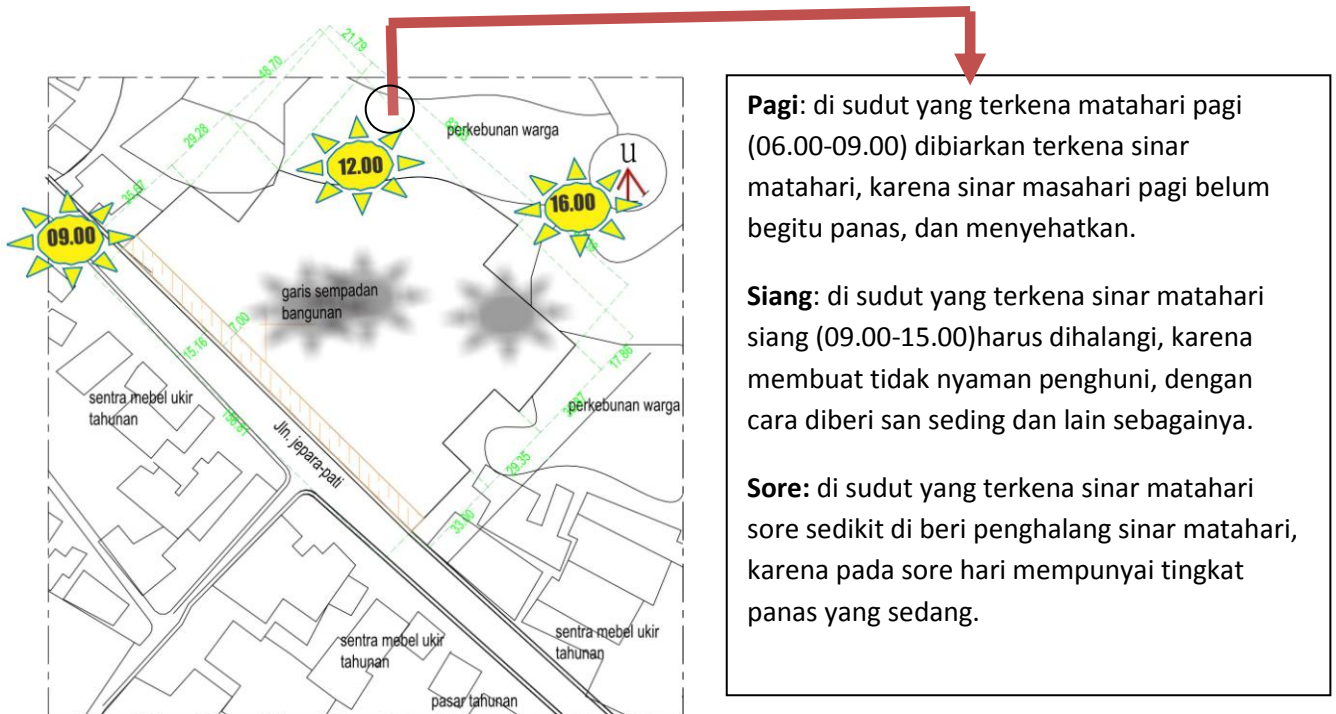 21.79
48.70
29.28
perkebunan warga
12.00
U
16.00
09.00
garis sempadan
bangunan
7.00
15.16
17.86
sentra mebel ukir
tahunan
perkebunan warga
Jln. jepara-pati
29.35
33.00
sentra mebel ukir
tahunan
sentra mebel ukir
tahunan
pasar tahunan
Pagi: di sudut yang terkena matahari pagi
(06.00-09.00) dibiarkan terkena sinar
matahari, karena sinar masahari pagi belum
begitu panas, dan menyehatkan.
Siang: di sudut yang terkena sinar matahari
siang (09.00-15.00)harus dihalangi, karena
membuat tidak nyaman penghuni, dengan
cara diberi san seding dan lain sebagainya.
Sore: di sudut yang terkena sinar matahari
sore sedikit di beri penghalang sinar matahari,
karena pada sore hari mempunyai tingkat
panas yang sedang.